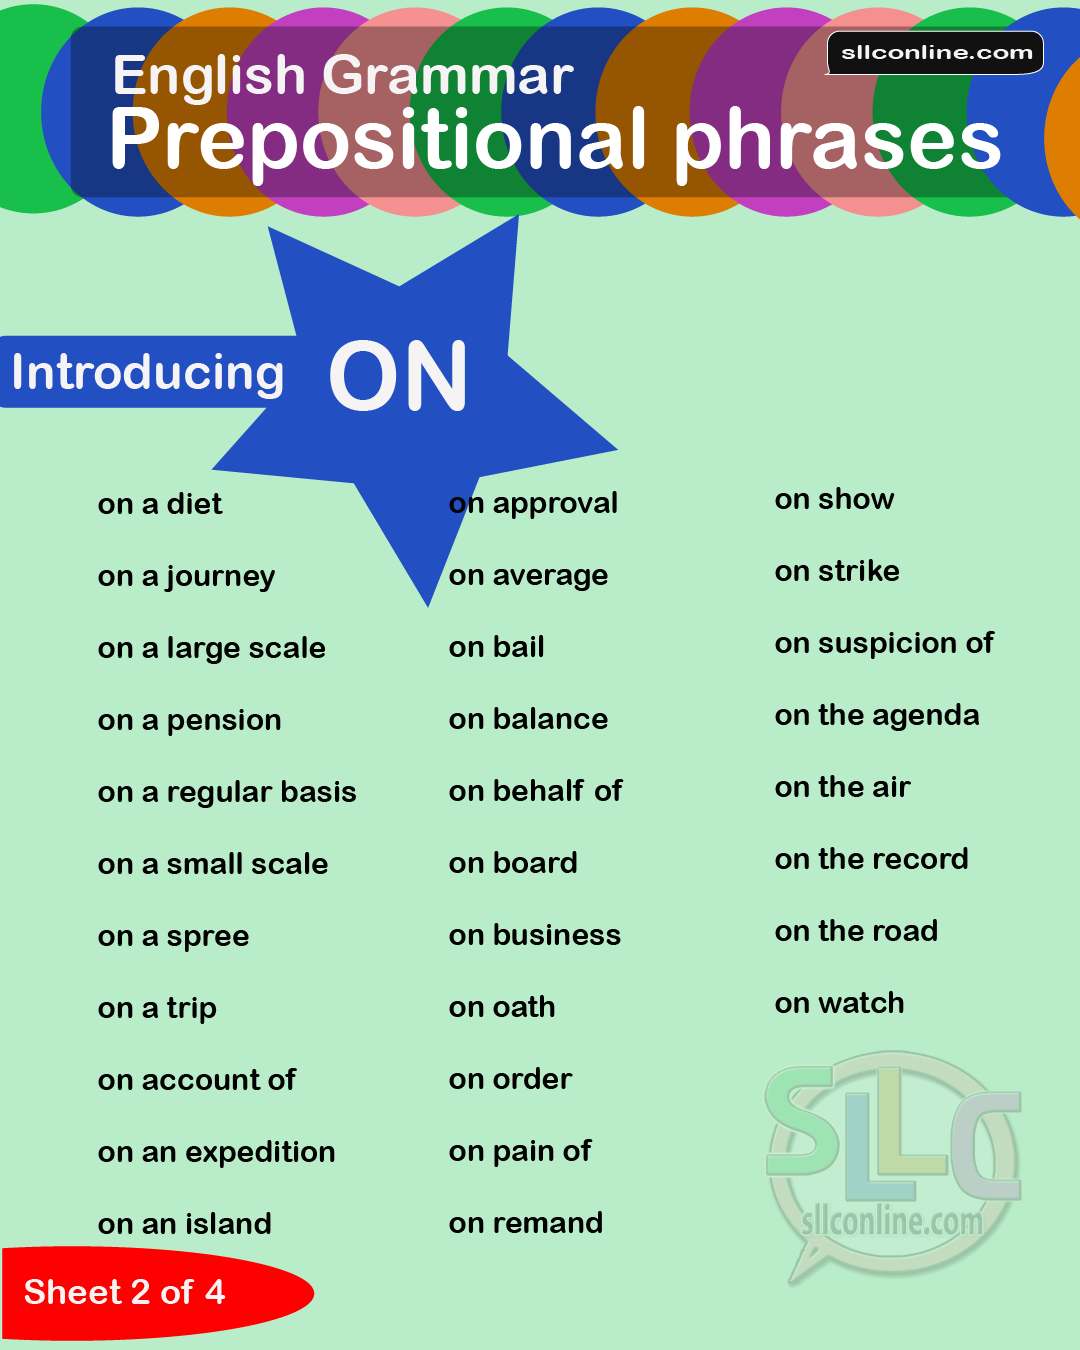 sllconline.com
English Grammar
Prepositional phrases
Introducing
ON
on a diet
on a journey
on a large scale
on a pension
on a regular basis
on a small scale
on a spree
on a trip
on account of
on an expedition
on an island
on approval
on average
on bail
on balance
on behalf of
on board
on business
on oath
on order
on pain of
on remand
on show
on strike
on suspicion of
on the agenda
on the air
on the record
on the road
on watch
SLLC
sllconline.com
Sheet 2 of 4